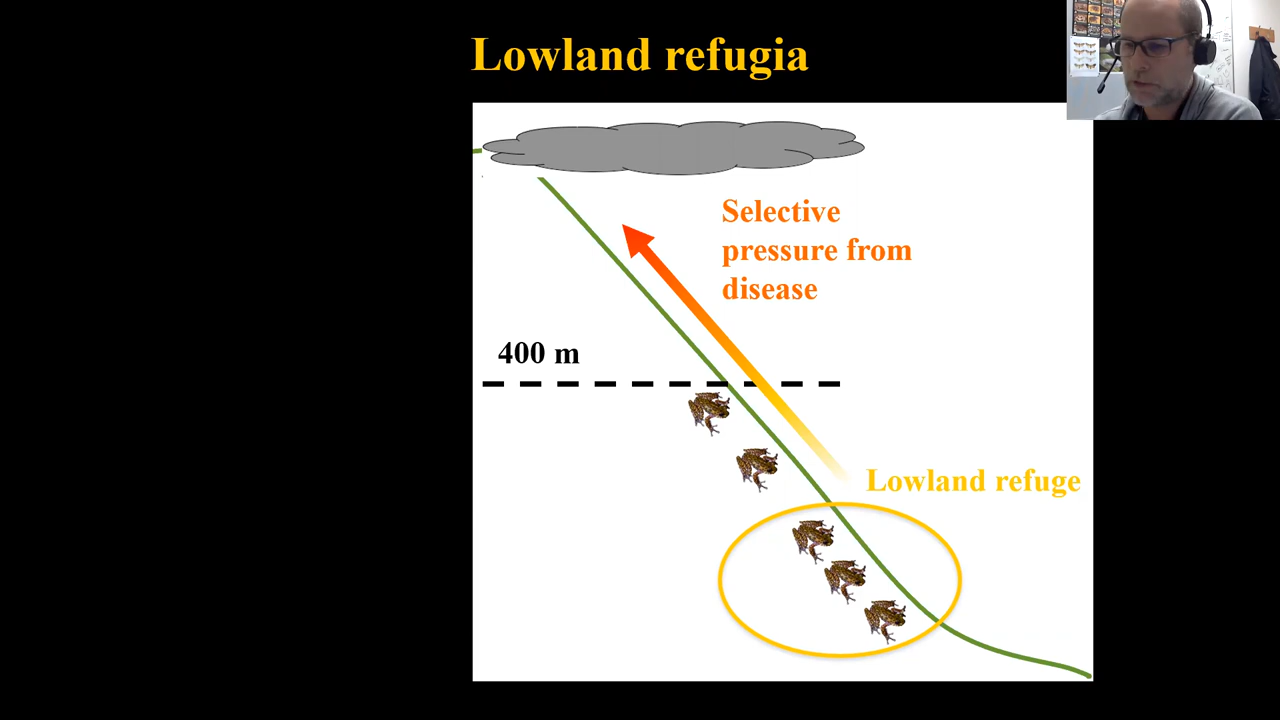 Lowland refugia
Selective
pressure from
disease
400 m
Lowland refuge